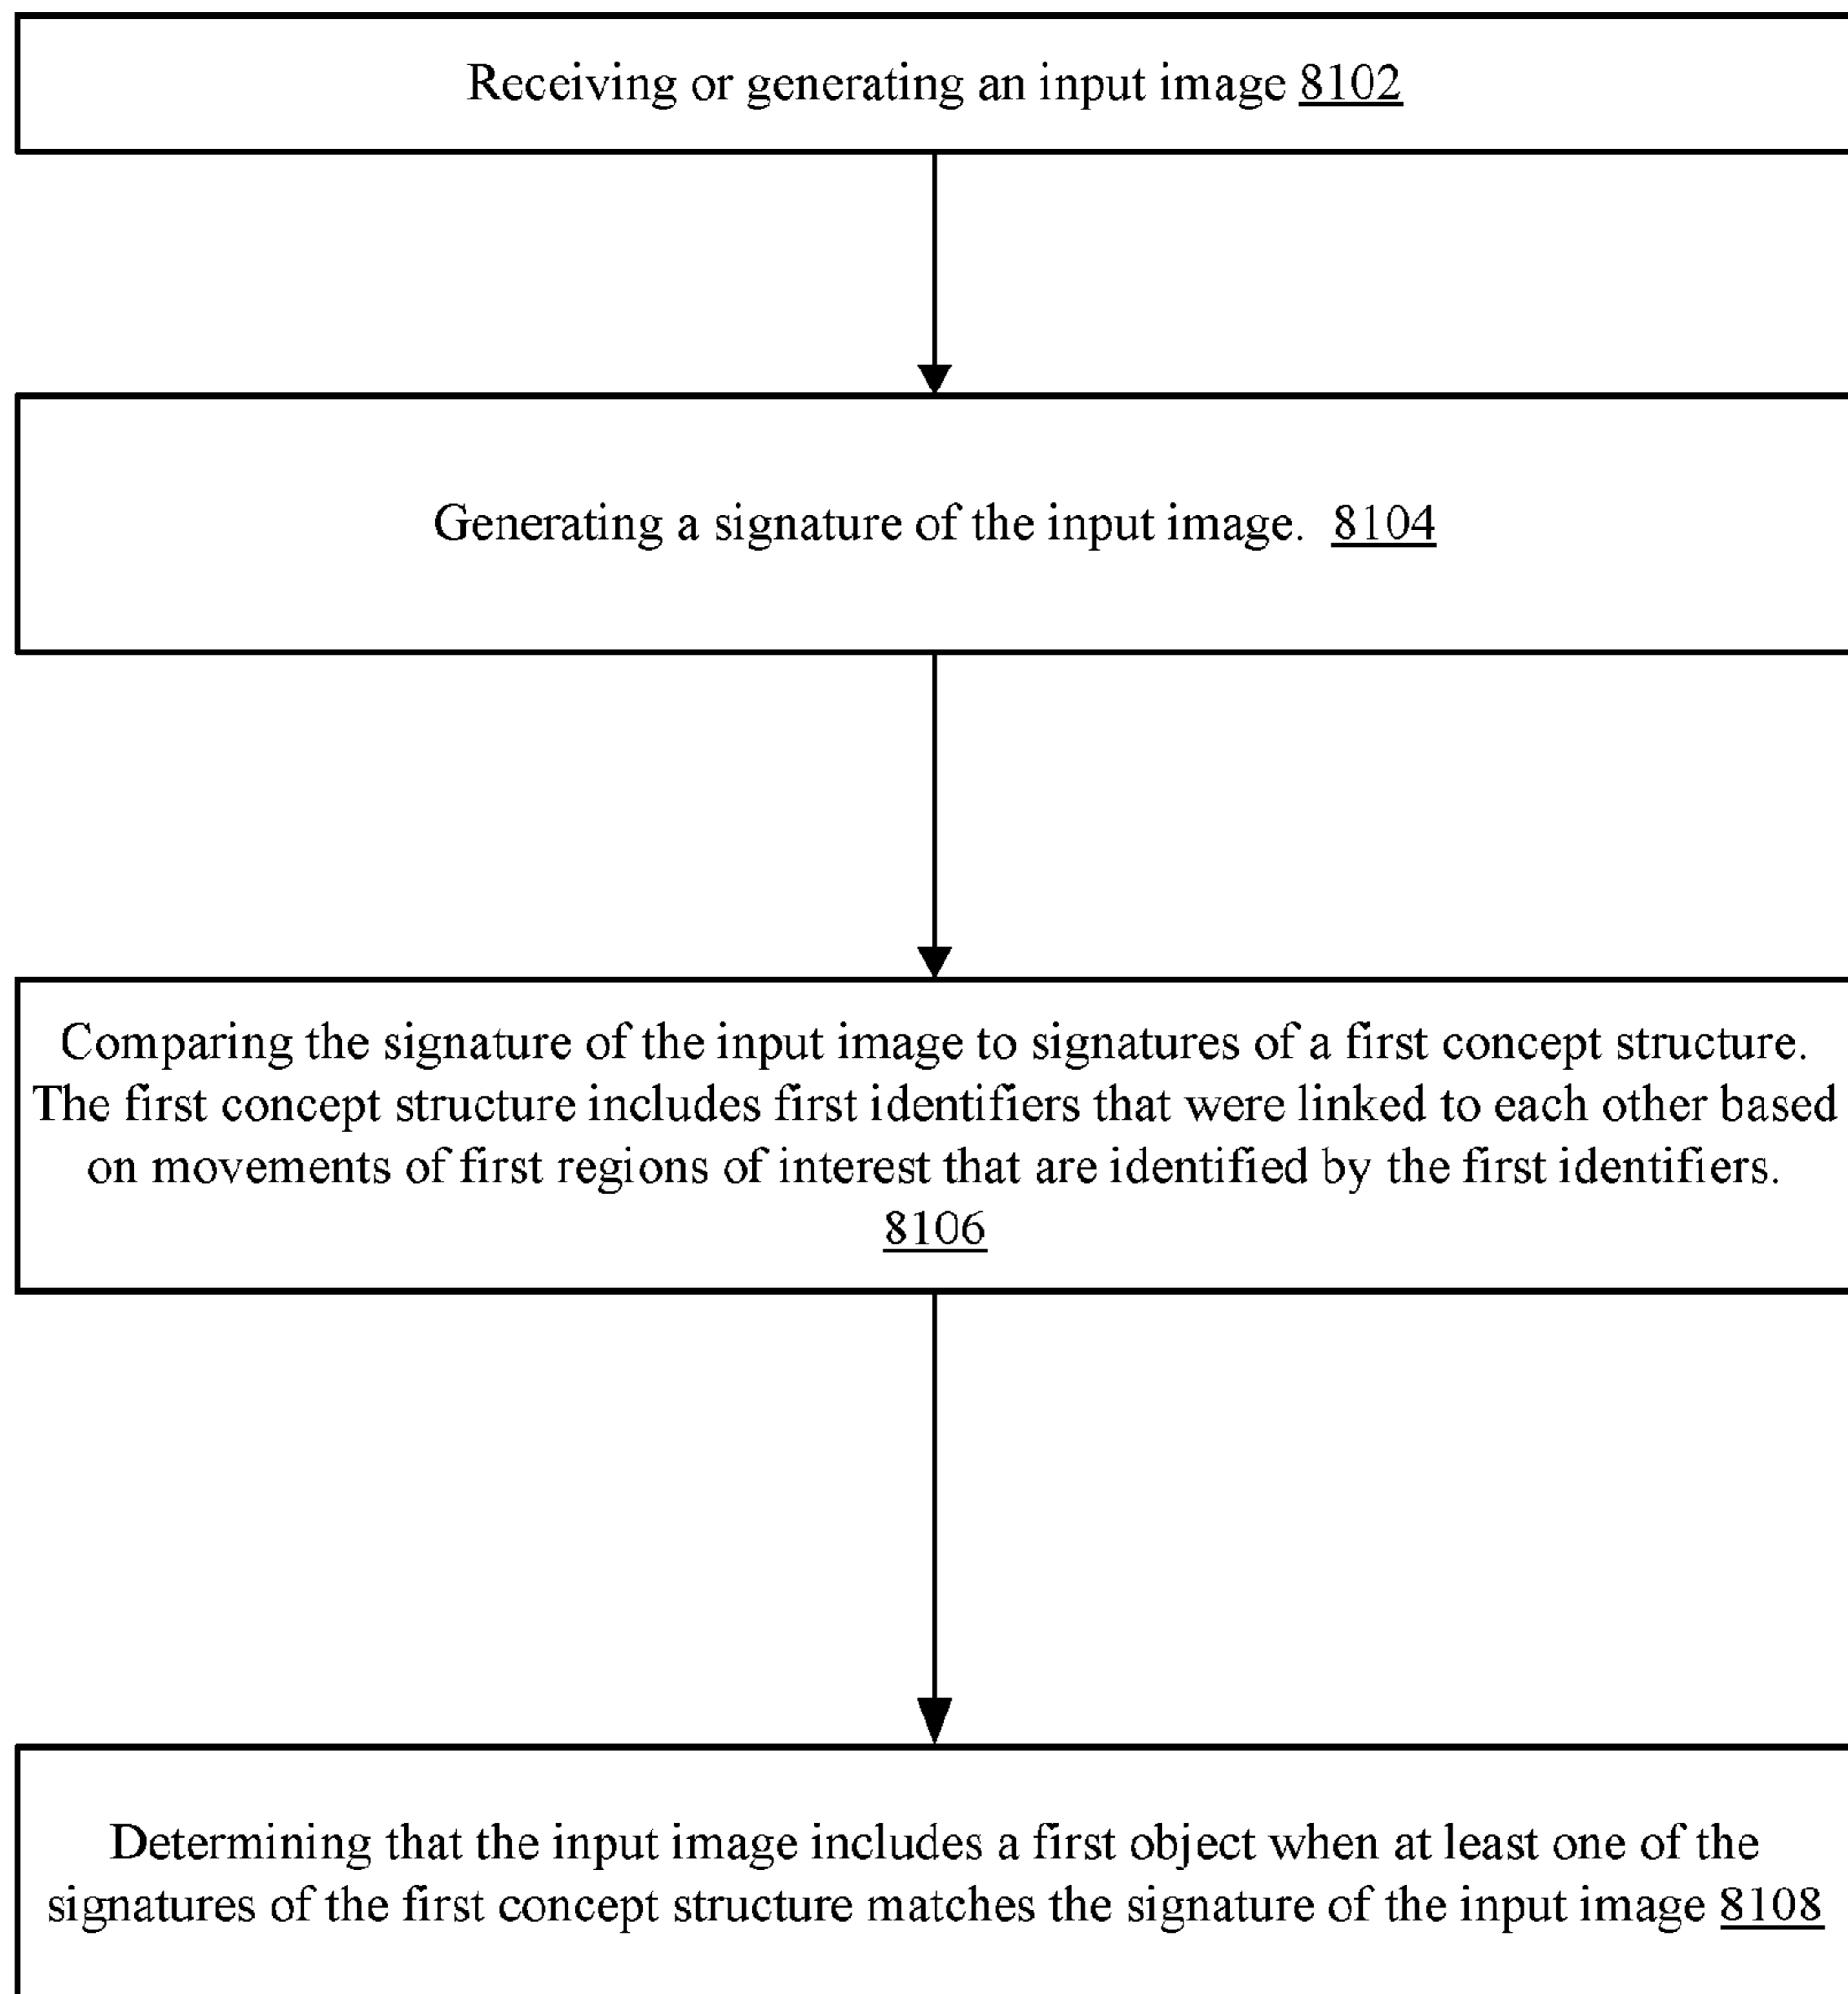 Receiving or generating an input image 8102
Generating a signature of the input image. 8104
Comparing the signature of the input image to signatures of a first concept structure.
The first concept structure includes first identifiers that were linked to each other based
on movements of first regions of interest that are identified by the first identifiers.
8106
Determining that the input image includes a first object when at least one of the
signatures of the first concept structure matches the signature of the input image 8108